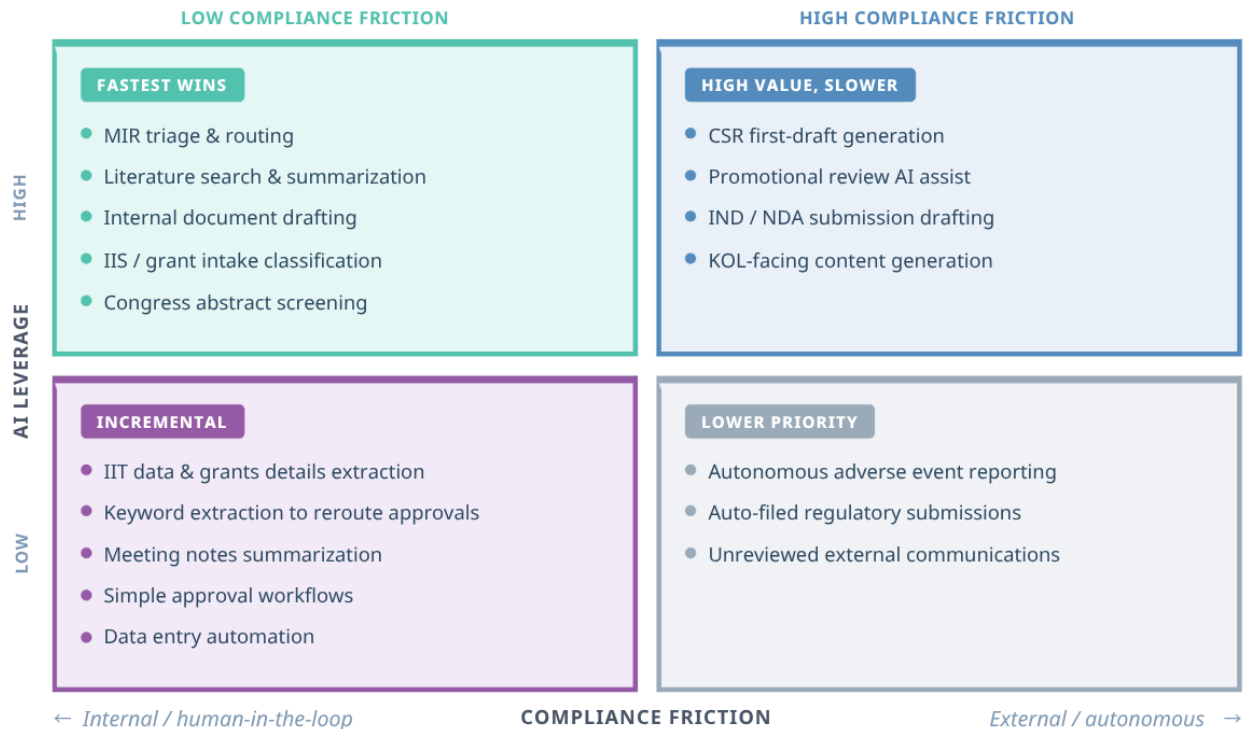 LOW COMPLIANCE FRICTION
HIGH COMPLIANCE FRICTION
HIGH
AI LEVERAGE
LOW
FASTEST WINS
MIR triage & routing
Literature search & summarization
Internal document drafting
IIS / grant intake classification
Congress abstract screening
HIGH VALUE, SLOWER
CSR first-draft generation
Promotional review AI assist
IND / NDA submission drafting
KOL-facing content generation
INCREMENTAL
IIT data & grants details extraction
Keyword extraction to reroute approvals
Meeting notes summarization
Simple approval workflows
Data entry automation
LOWER PRIORITY
Autonomous adverse event reporting
Auto-filed regulatory submissions
Unreviewed external communications
← Internal / human-in-the-loop
COMPLIANCE FRICTION
External / autonomous →